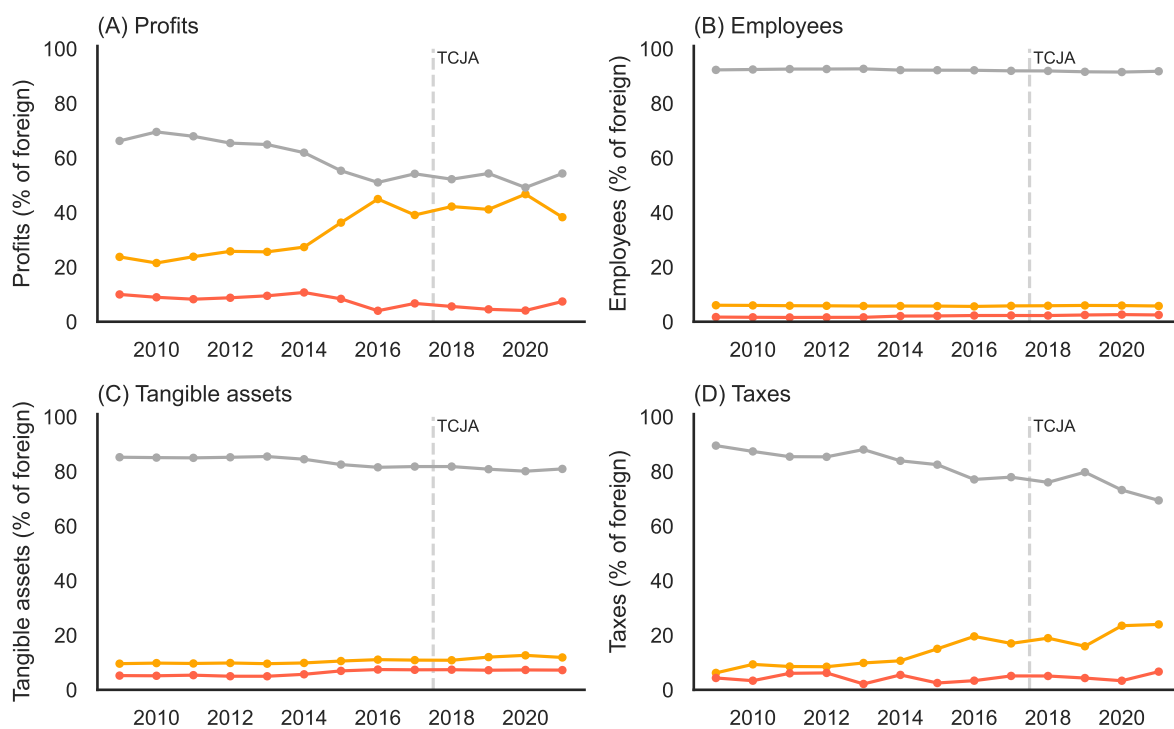 (A) Profits
Profits (% of foreign)
100
80
60
40
20
0
TCJA
2010 2012 2014 2016 2018 2020
(B) Employees
Employees (% of foreign)
100
80
60
40
20
0
TCJA
2010 2012 2014 2016 2018 2020
(C) Tangible assets
Tangible assets (% of foreign)
100
80
60
40
20
0
TCJA
2010 2012 2014 2016 2018 2020
(D) Taxes
Taxes (% of foreign)
100
80
60
40
20
0
TCJA
2010 2012 2014 2016 2018 2020